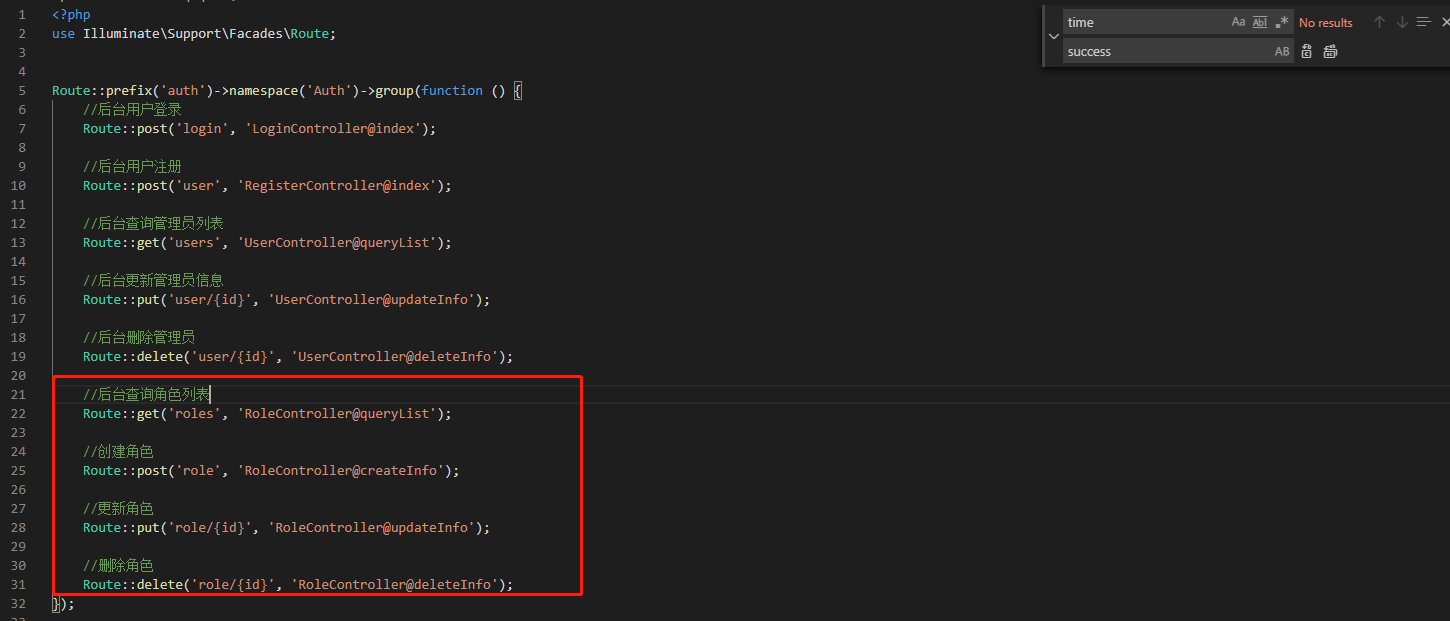 1 <?php
2 use Illuminate\Support\Facades\Route;
3
4
5 Route::prefix('auth')->namespace('Auth')->group(function () {
6 //后台用户登录
7 Route::post('login', 'LoginController@index');
8
9 //后台用户注册
10 Route::post('user', 'RegisterController@index');
11
12 //后台查询管理员列表
13 Route::get('users', 'UserController@queryList');
14
15 //后台更新管理员信息
16 Route::put('user/{id}', 'UserController@updateInfo');
17
18 //后台删除管理员
19 Route::delete('user/{id}', 'UserController@deleteInfo');
20
21 //后台查询角色列表
22 Route::get('roles', 'RoleController@queryList');
23
24 //创建角色
25 Route::post('role', 'RoleController@createInfo');
26
27 //更新角色
28 Route::put('role/{id}', 'RoleController@updateInfo');
29
30 //删除角色
31 Route::delete('role/{id}', 'RoleController@deleteInfo');
32 });
time Aa Abl .* No results
success AB